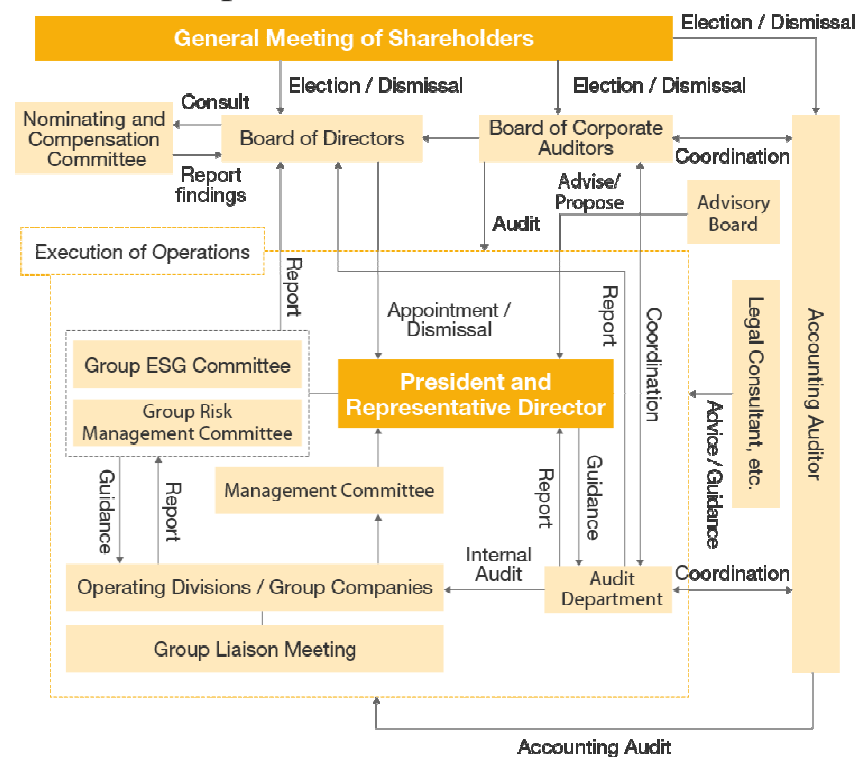 General Meeting of Shareholders
Election / Dismissal
Election / Dismissal
Election / Dismissal
Consult
Nominating and
Compensation
Committee
Board of Directors
Board of Corporate
Auditors
Coordination
Report
findings
Advise/
Propose
Advisory
Board
Audit
Execution of Operations
Report
Appointment /
Dismissal
Report
Coordination
Legal Consultant, etc.
Accounting Auditor
Group ESG Committee
President and
Representative Director
Group Risk
Management Committee
Advice / Guidance
Guidance
Report
Management Committee
Report
Guidance
Internal
Audit
Operating Divisions / Group Companies
Audit
Department
Coordination
Group Liaison Meeting
Accounting Audit